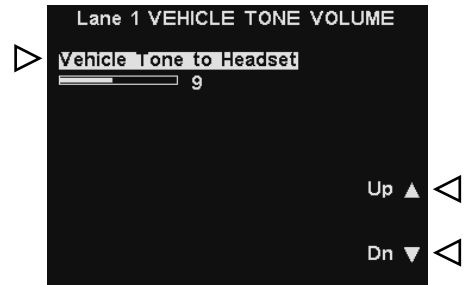 Lane 1 VEHICLE TONE VOLUME
Vehicle Tone to Headset
9
Up ▲
Dn ▼